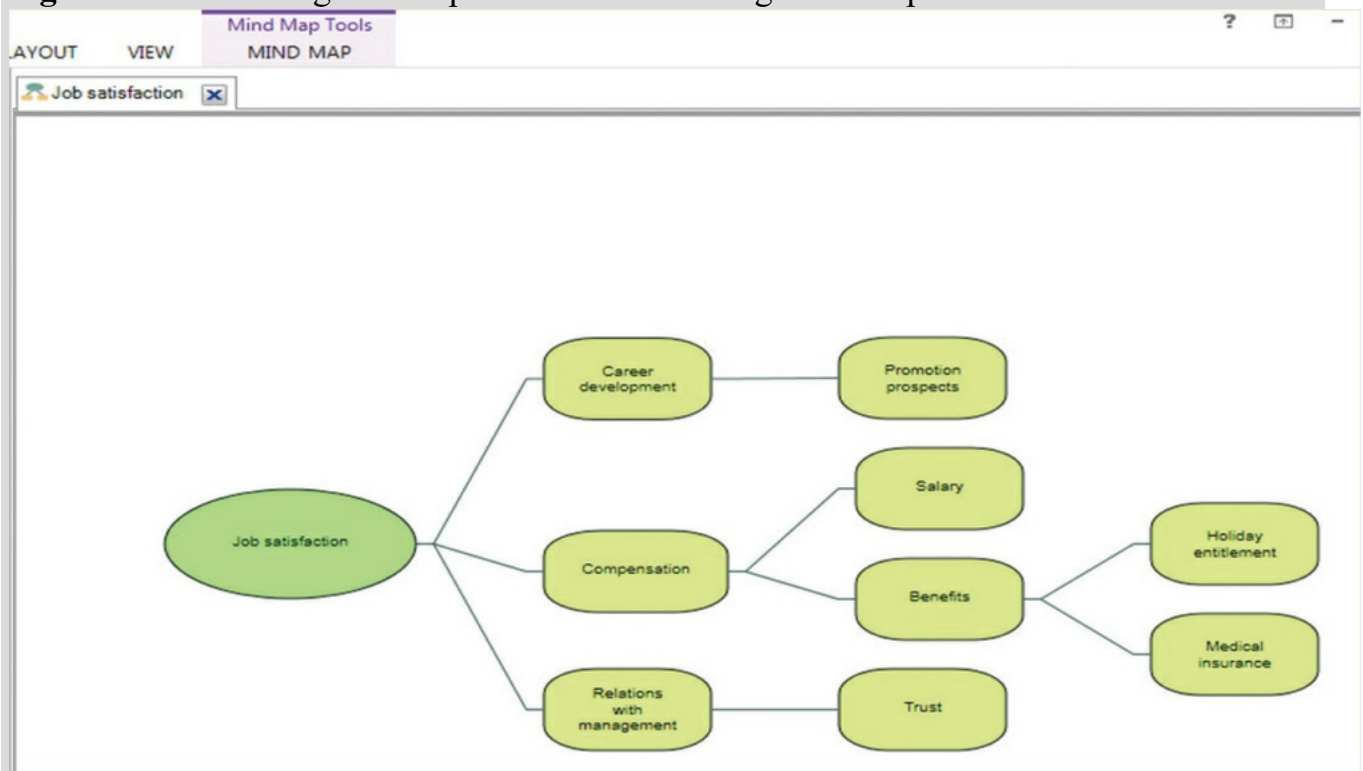 Mind Map Tools
?
AYOUT VIEW MIND MAP
Job satisfaction
Career
development
Promotion
prospects
Salary
Job satisfaction
Compensation
Benefits
Holiday
entitlement
Medical
insurance
Relations
with
management
Trust